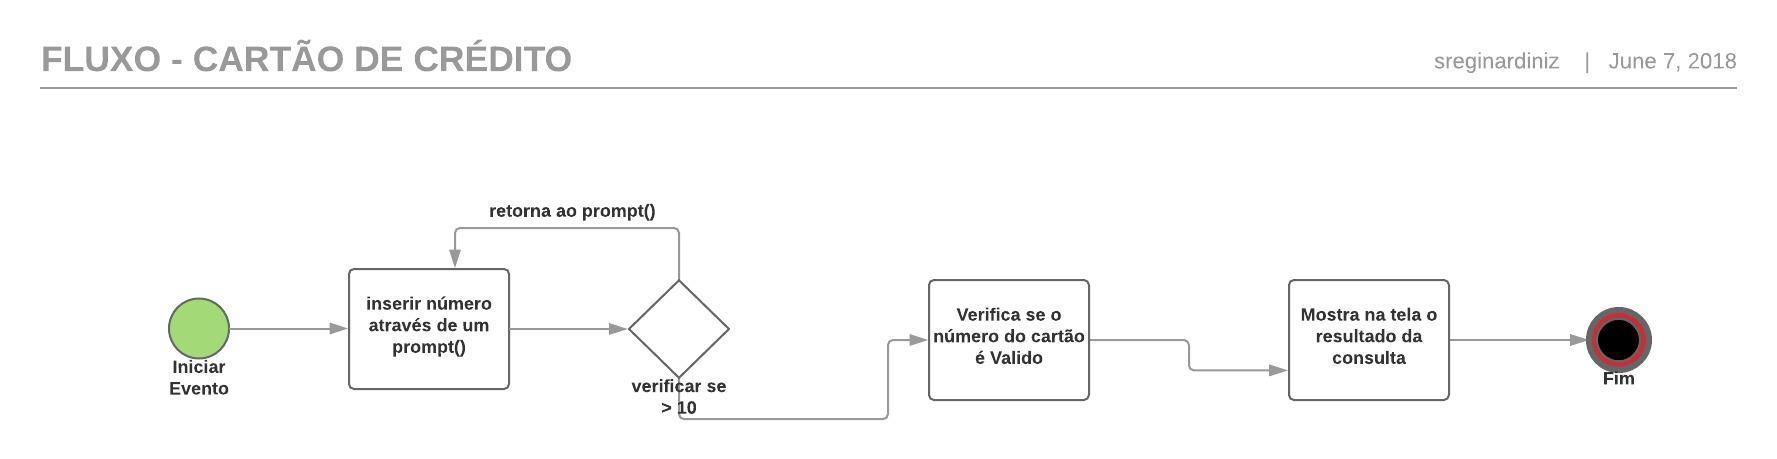 FLUXO - CARTÃO DE CRÉDITO
sreginardiniz | June 7, 2018
retorna ao prompt()
inserir número
através de um
prompt()
Iniciar
Evento
verificar se
> 10
Verifica se o
número do cartão
é Valido
Mostra na tela o
resultado da
consulta
Fim